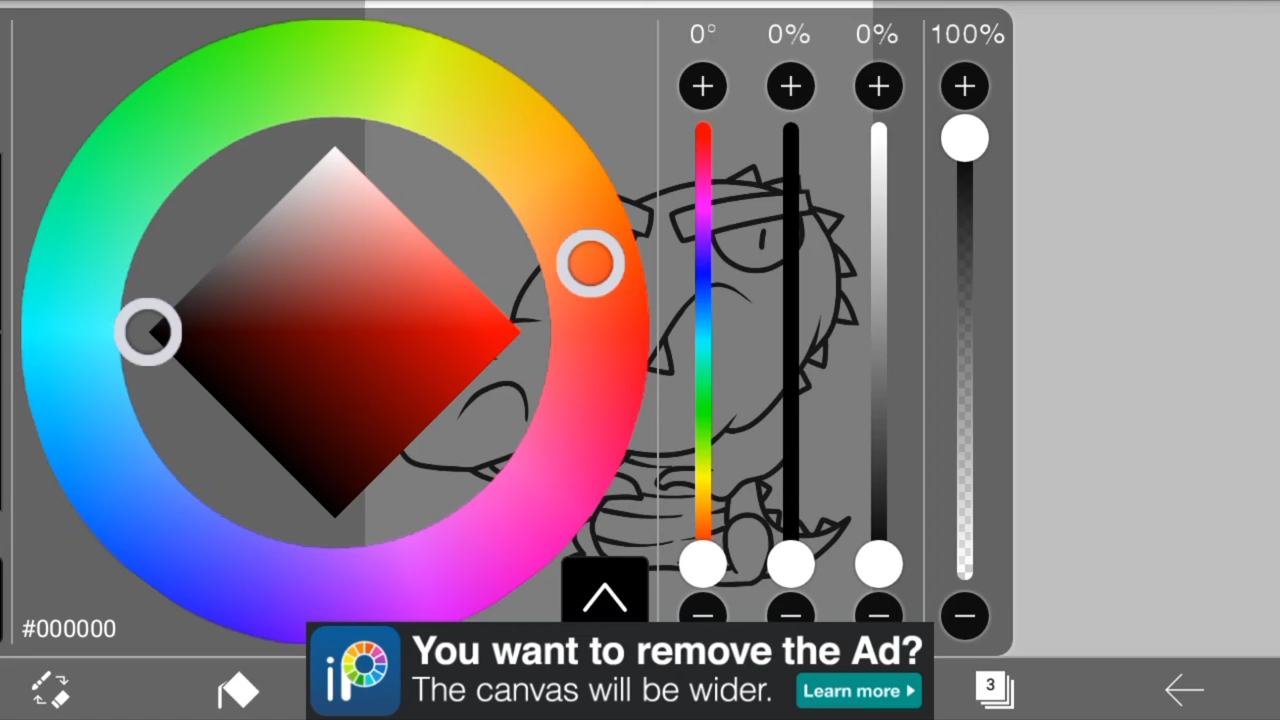 0° 0% 0% 100%
#000000
iP
You want to remove the Ad?
The canvas will be wider.
Learn more
3